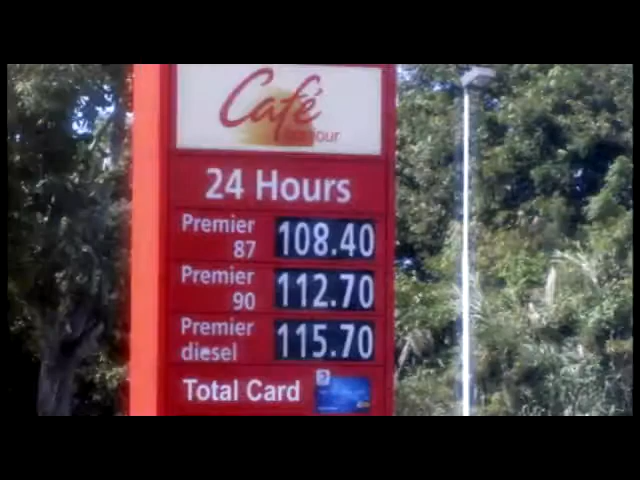 Café
24 Hours
Premier
87 108.40
Premier
90 112.70
Premier
diesel 115.70
Total Card